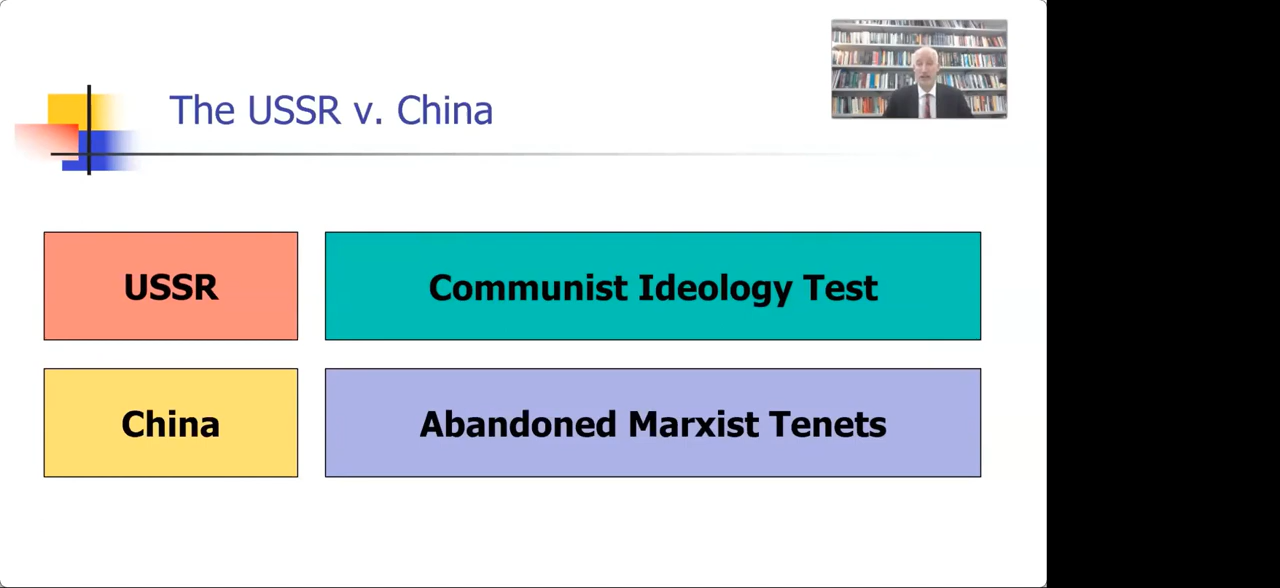 The USSR v. China
USSR
Communist Ideology Test
China
Abandoned Marxist Tenets